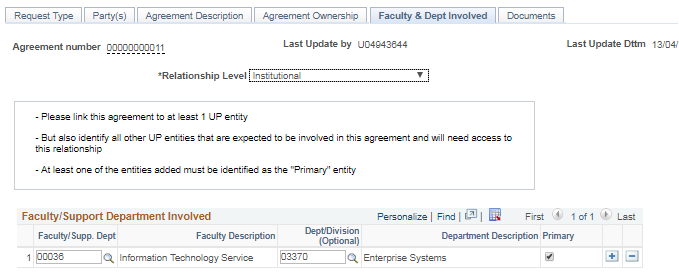 Request Type Party(s) Agreement Description Agreement Ownership Faculty & Dept Involved Documents
Agreement number 00000000011 Last Update by U04943644 Last Update Dttm 13/04/
*Relationship Level Institutional
- Please link this agreement to at least 1 UP entity
- But also identify all other UP entities that are expected to be involved in this agreement and will need access to
this relationship
- At least one of the entities added must be identified as the "Primary" entity
Faculty/Support Department Involved Personalize | Find | | First 1 of 1 Last
Faculty/Supp. Dept Faculty Description Dept/Division
(Optional) Department Description Primary
1 00036 Information Technology Service 03370 Enterprise Systems